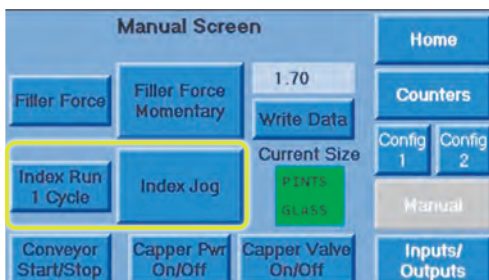 Manual Screen
Home
Filler Force
Filler Force
Momentary
1.70
Write Data
Counters
Config
1
Config
2
Index Run
1 Cycle
Index Jog
Current Size
PINTS
GLASS
Manual
Conveyor
Start/Stop
Capper Pwr
On/Off
Capper Valve
On/Off
Inputs/
Outputs